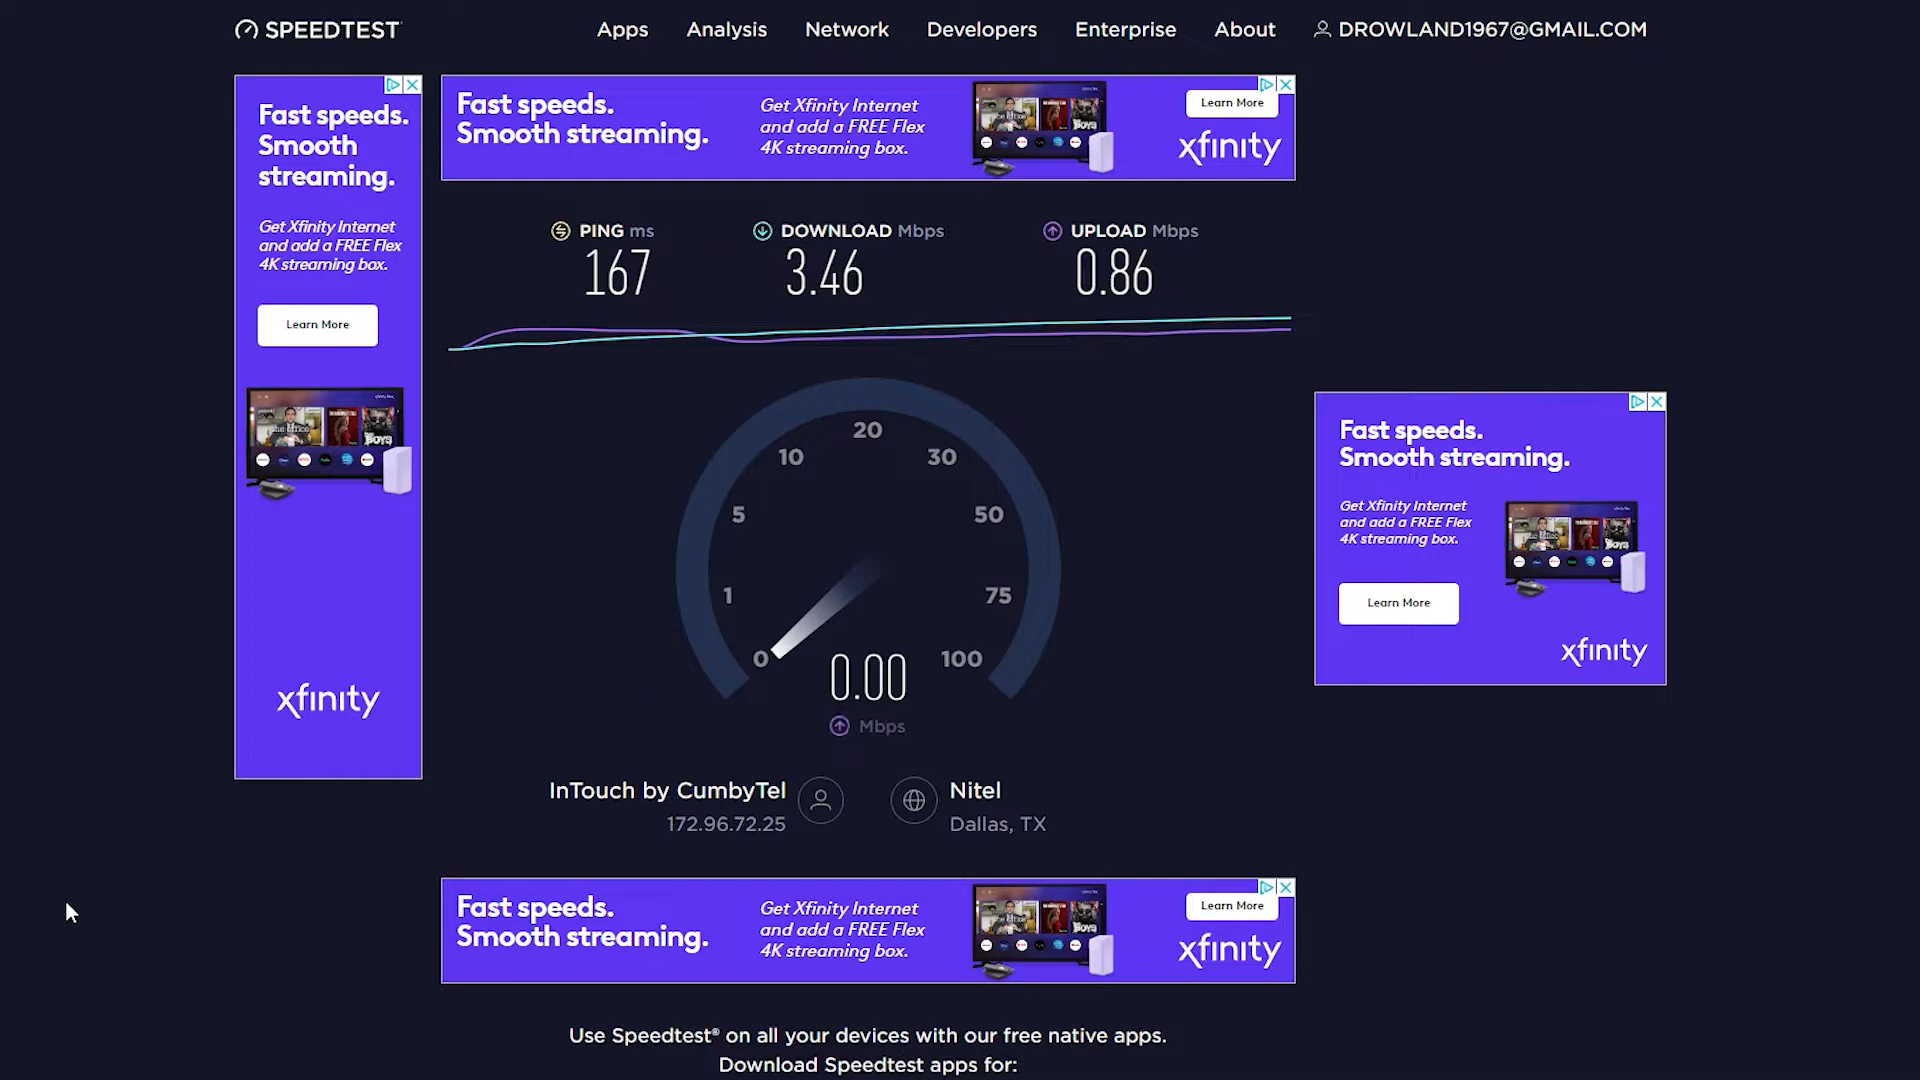 SPEEDTEST
Apps
Analysis
Network
Developers
Enterprise
About
DROWLAND1967@GMAIL.COM
Fast speeds.
Smooth
streaming.
Get Xfinity Internet
and add a FREE Flex
4K streaming box.
Learn More
xfinity
Fast speeds.
Smooth streaming.
Get Xfinity Internet
and add a FREE Flex
4K streaming box.
Learn More
xfinity
PING ms
167
DOWNLOAD Mbps
3.46
UPLOAD Mbps
0.86
0
1
5
10
20
30
50
75
100
0.00
Mbps
Fast speeds.
Smooth streaming.
Get Xfinity Internet
and add a FREE Flex
4K streaming box.
Learn More
xfinity
InTouch by CumbyTel
172.96.72.25
Nitel
Dallas, TX
Fast speeds.
Smooth streaming.
Get Xfinity Internet
and add a FREE Flex
4K streaming box.
Learn More
xfinity
Use Speedtest® on all your devices with our free native apps.
Download Speedtest apps for: